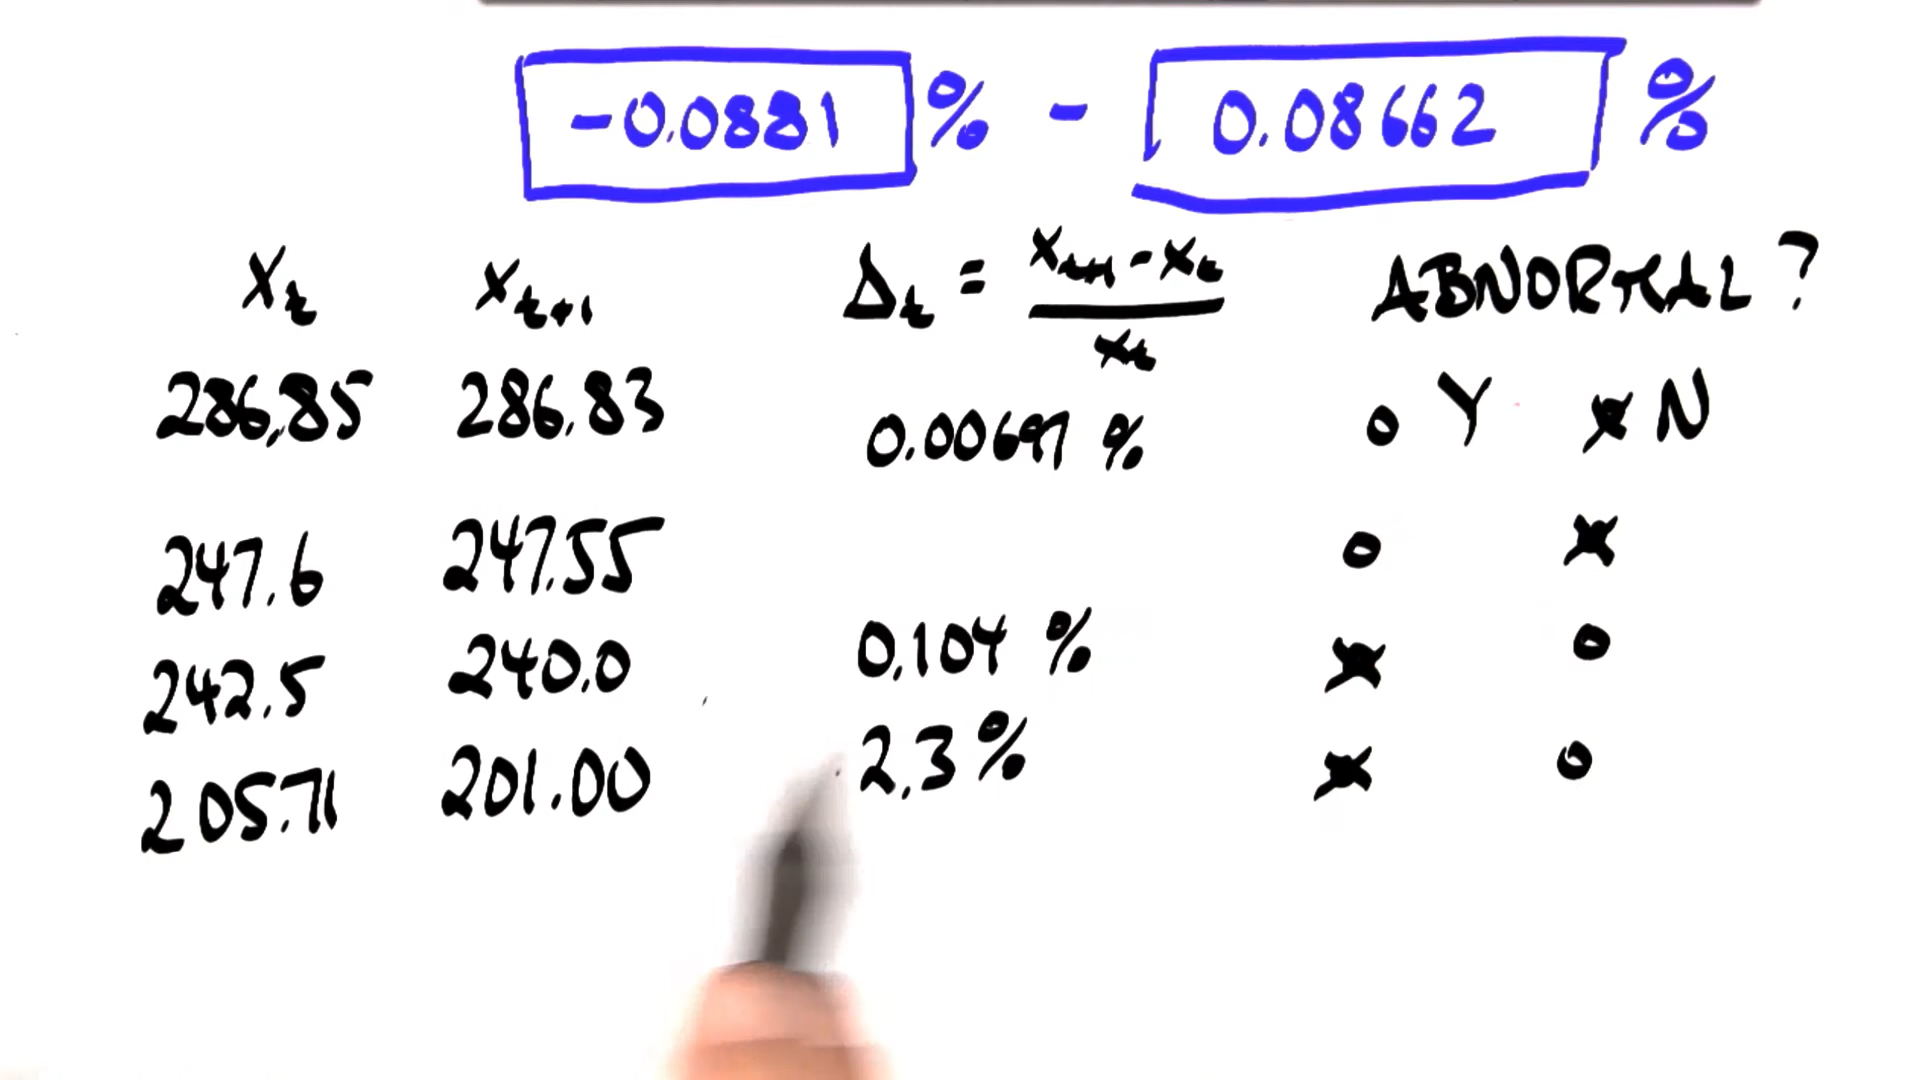 -0.0881 % - 0.08662 %
Xt Xt+1 Δt = (Xt+1 - Xt) / Xt ABNORMAL?
286.85 286.83 0.00697 % o Y x N
247.6 247.55 o x
242.5 240.0 0.104 % x o
205.71 201.00 2.3% x o